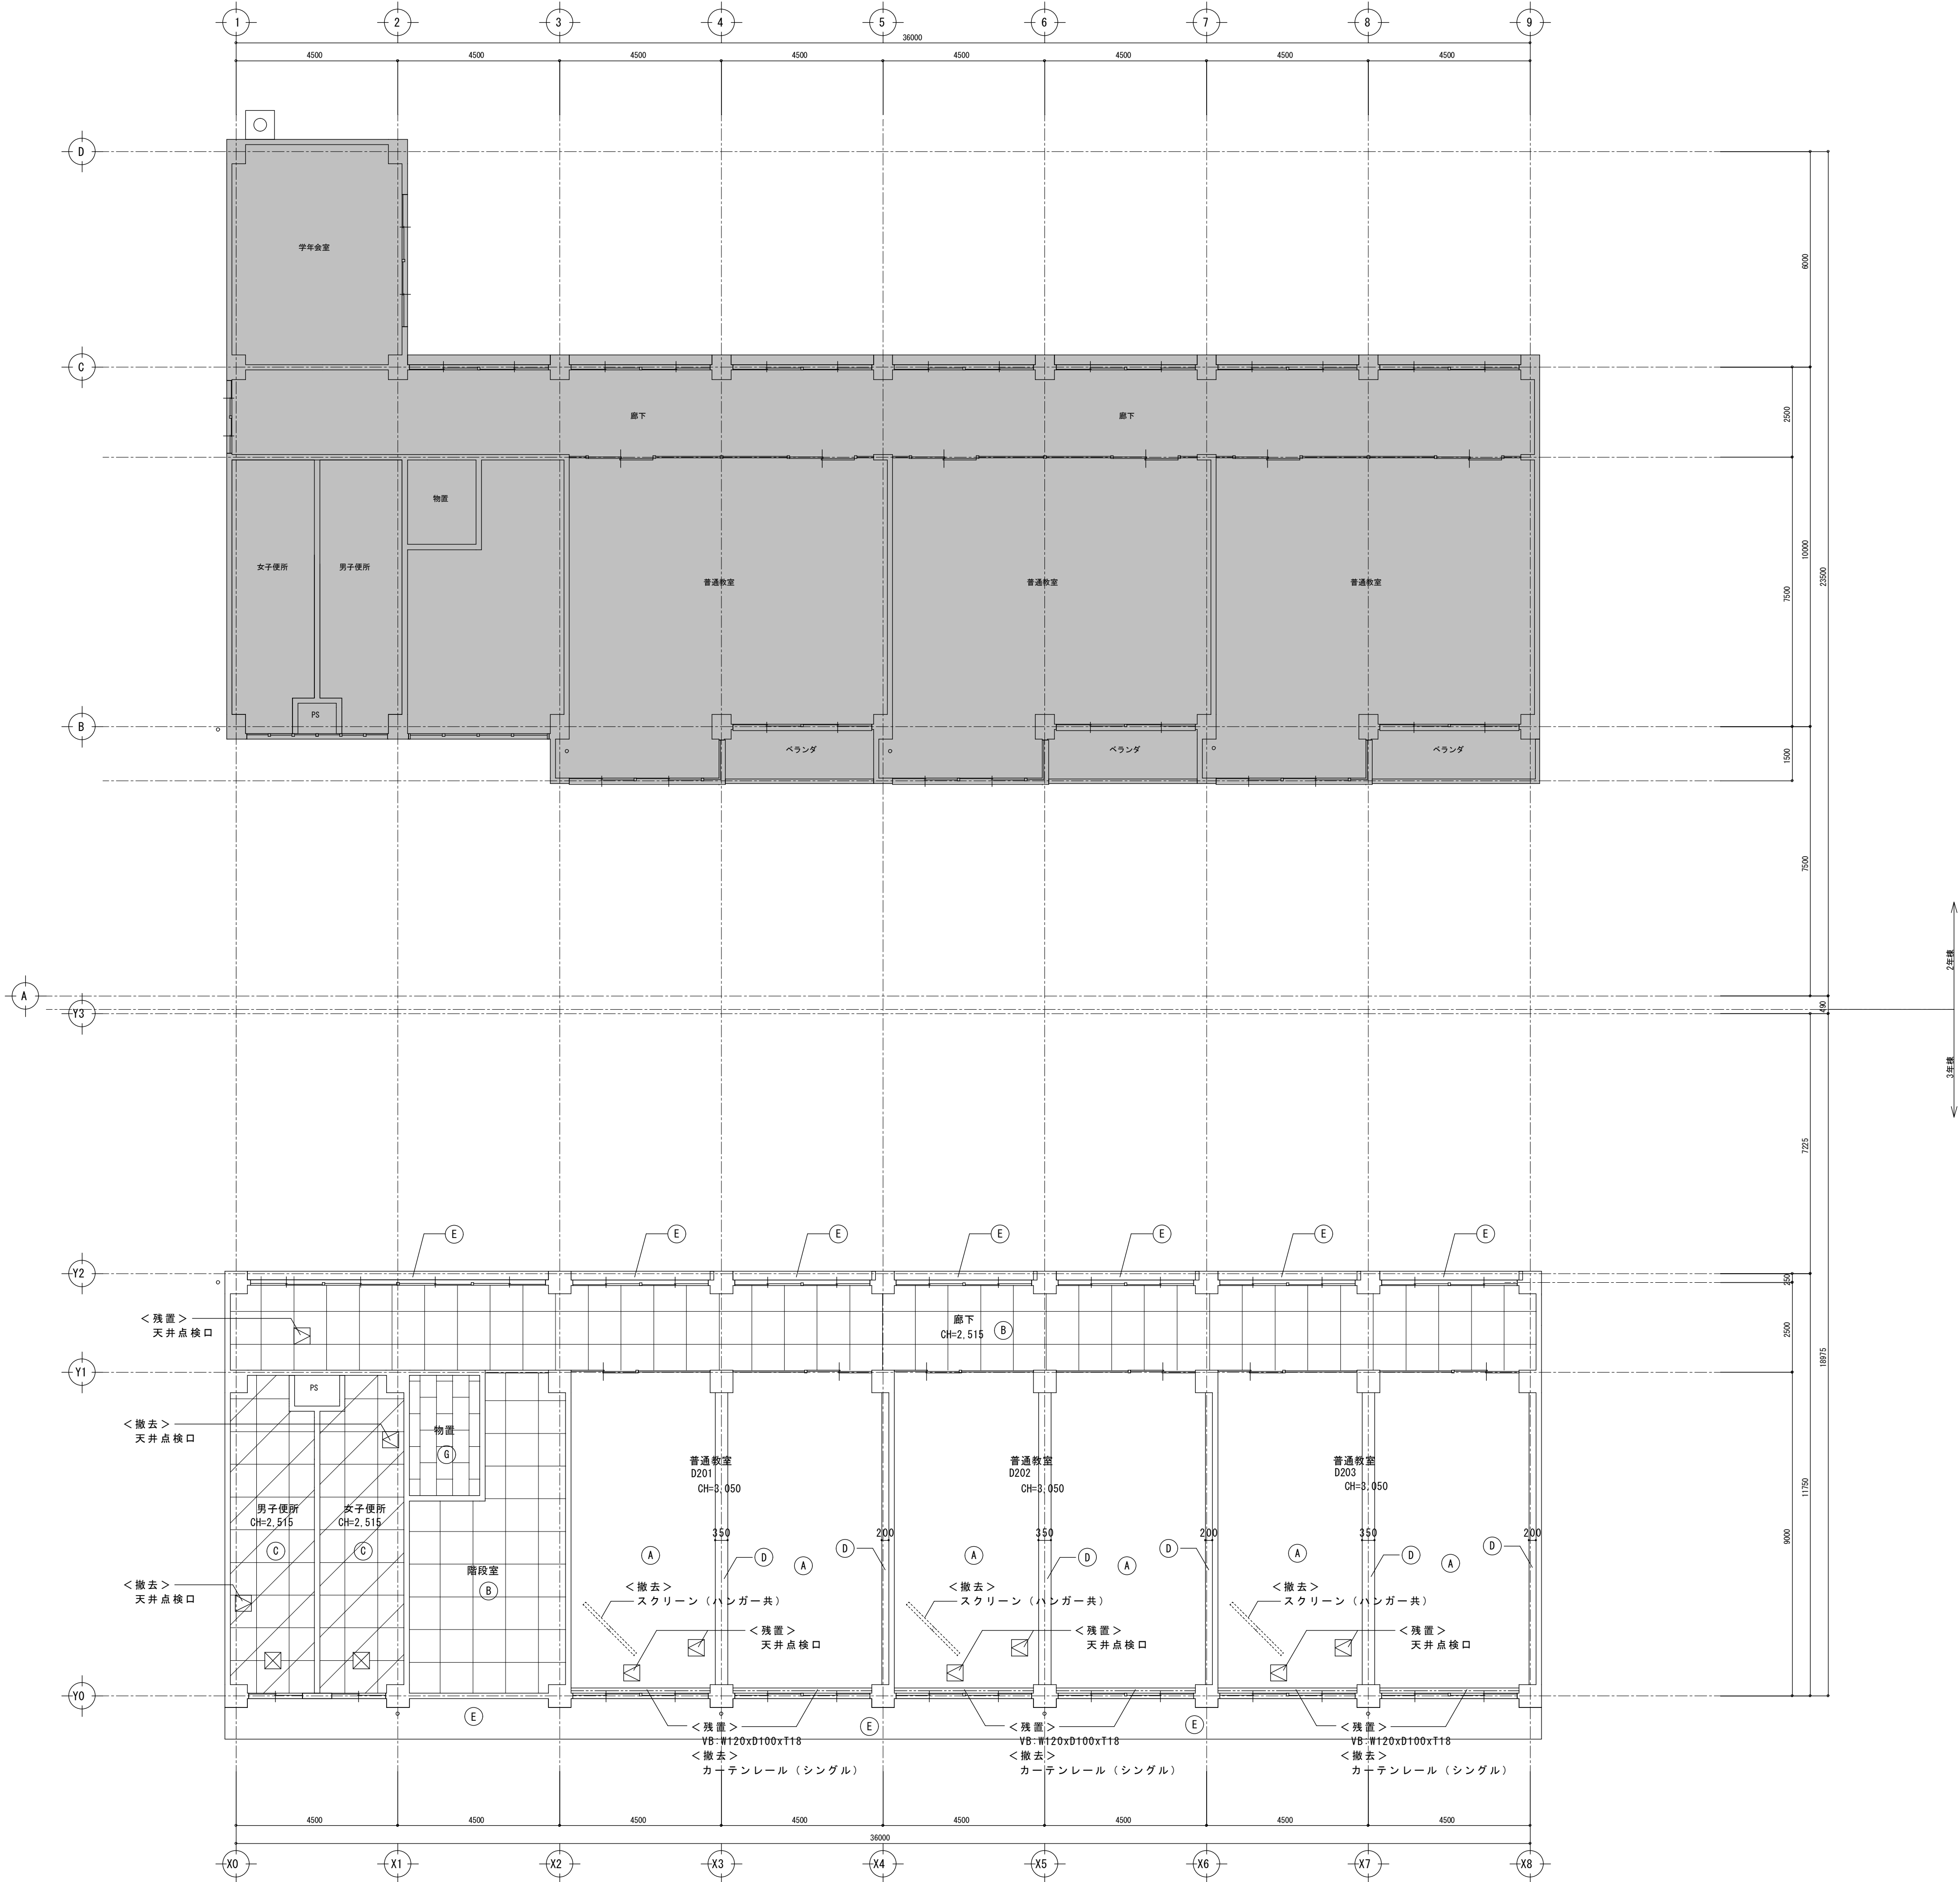 1 2 3 4 5 6 7 8 9
36000
4500 4500 4500 4500 4500 4500 4500 4500
D
学年会室
6000
C
廊下 廊下
2500
物置
女子便所 男子便所
普通教室 普通教室 普通教室
10000
23500
7500
PS
B
ベランダ ベランダ ベランダ
1500
7500
2年棟
A
Y3
490
3年棟
7225
E E E E E E E
Y2
250
＜残置＞
天井点検口
廊下
CH=2,515 B
2500
18975
Y1
PS
＜撤去＞
天井点検口
物置
G
普通教室
D201
CH=3,050
普通教室
D202
CH=3,050
普通教室
D203
CH=3,050
11750
男子便所
CH=2,515
C
女子便所
CH=2,515
C
350 200 350 200 350 200
9000
A D A D A D A D A D A D
階段室
B
＜撤去＞
天井点検口
＜撤去＞
スクリーン（ハンガー共）
＜撤去＞
スクリーン（ハンガー共）
＜撤去＞
スクリーン（ハンガー共）
＜残置＞
天井点検口
＜残置＞
天井点検口
＜残置＞
天井点検口
Y0
E E E
＜残置＞
VB:W120xD100xT18
＜撤去＞
カーテンレール（シングル）
＜残置＞
VB:W120xD100xT18
＜撤去＞
カーテンレール（シングル）
＜残置＞
VB:W120xD100xT18
＜撤去＞
カーテンレール（シングル）
4500 4500 4500 4500 4500 4500 4500 4500
36000
X0 X1 X2 X3 X4 X5 X6 X7 X8